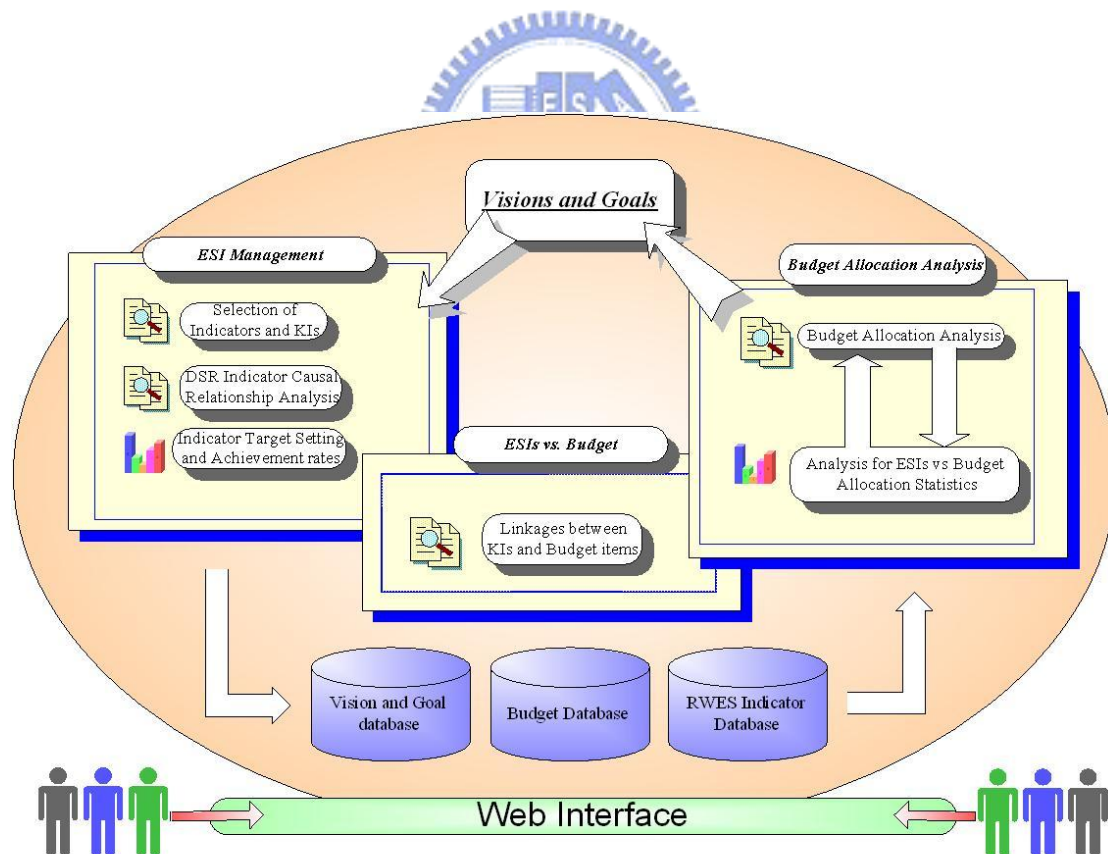 ESA
Visions and Goals
ESI Management
Selection of
Indicators and KIs
DSR Indicator Causal
Relationship Analysis
Indicator Target Setting
and Achievement rates
ESIs vs. Budget
Linkages between
KIs and Budget items
Budget Allocation Analysis
Budget Allocation Analysis
Analysis for ESIs vs Budget
Allocation Statistics
Vision and Goal
database
Budget Database
RWES Indicator
Database
Web Interface